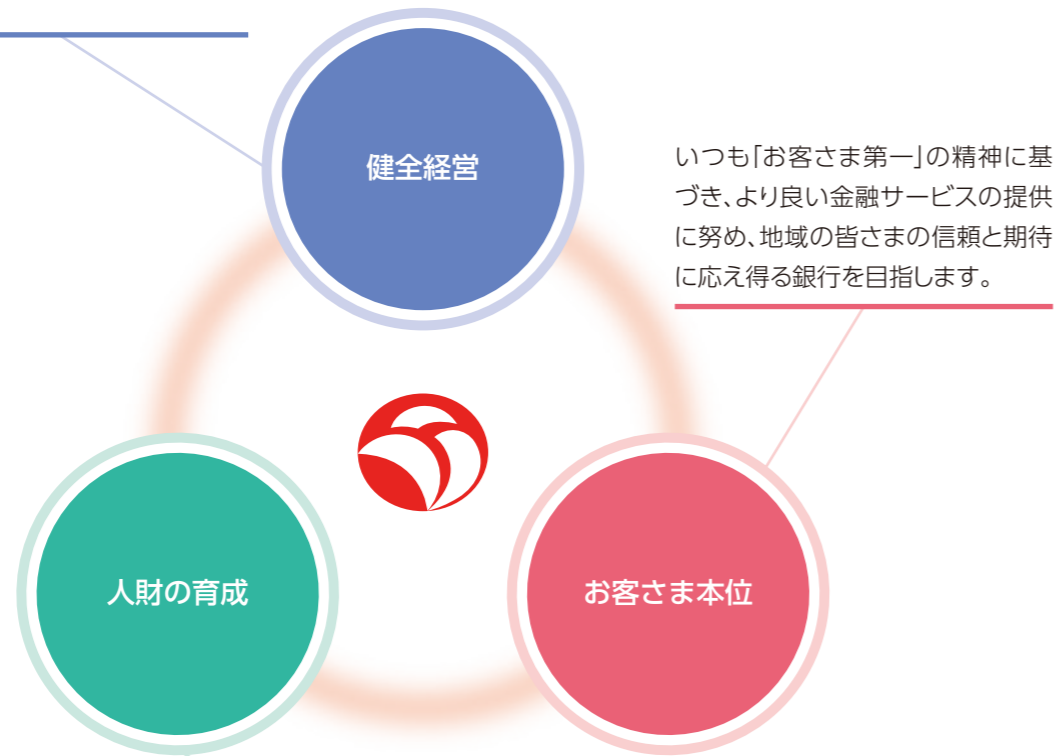 健全経営
いつも「お客さま第一」の精神に基
づき、より良い金融サービスの提供
に努め、地域の皆さまの信頼と期待
に応え得る銀行を目指します。
人財の育成
お客さま本位